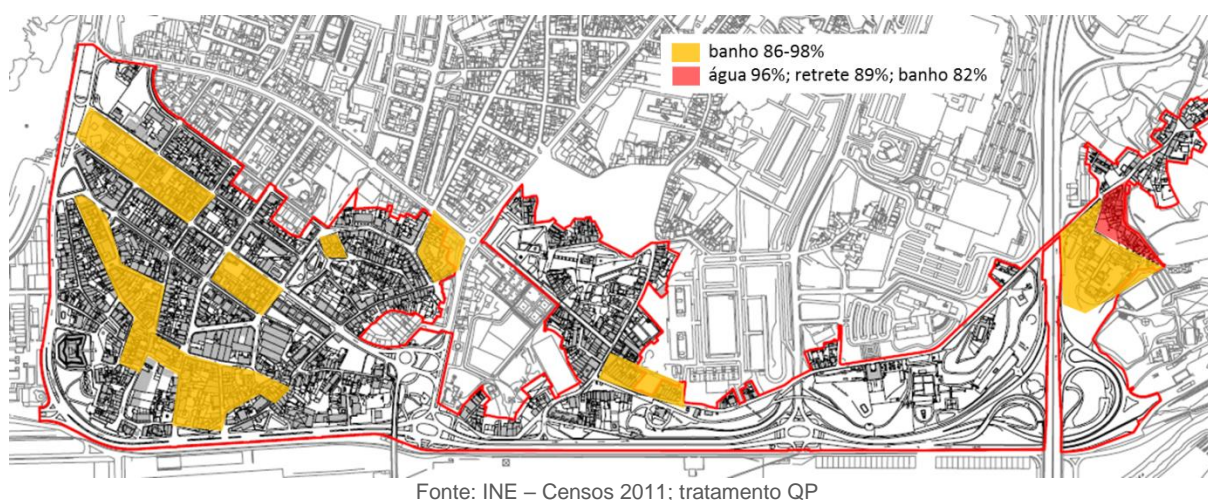 banho 86-98%
água 96%; retrete 89%; banho 82%
Fonte: INE – Censos 2011; tratamento QP